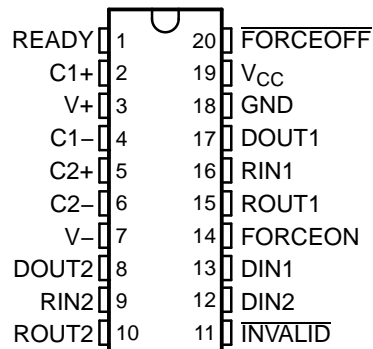 READY 1 20 FORCEOFF
C1+ 2 19 VCC
V+ 3 18 GND
C1− 4 17 DOUT1
C2+ 5 16 RIN1
C2− 6 15 ROUT1
V− 7 14 FORCEON
DOUT2 8 13 DIN1
RIN2 9 12 DIN2
ROUT2 10 11 INVALID